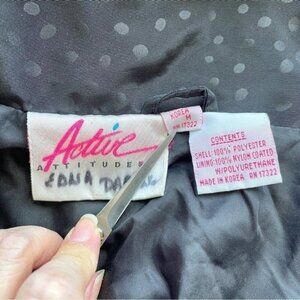 Active
ATTITUDES
EDNA
KOREA
M
RN 17322
CONTENTS
SHELL:100% POLYESTER
LINING:100% NYLON COATED
W/POLYURETHANE
MADE IN KOREA RN 17322